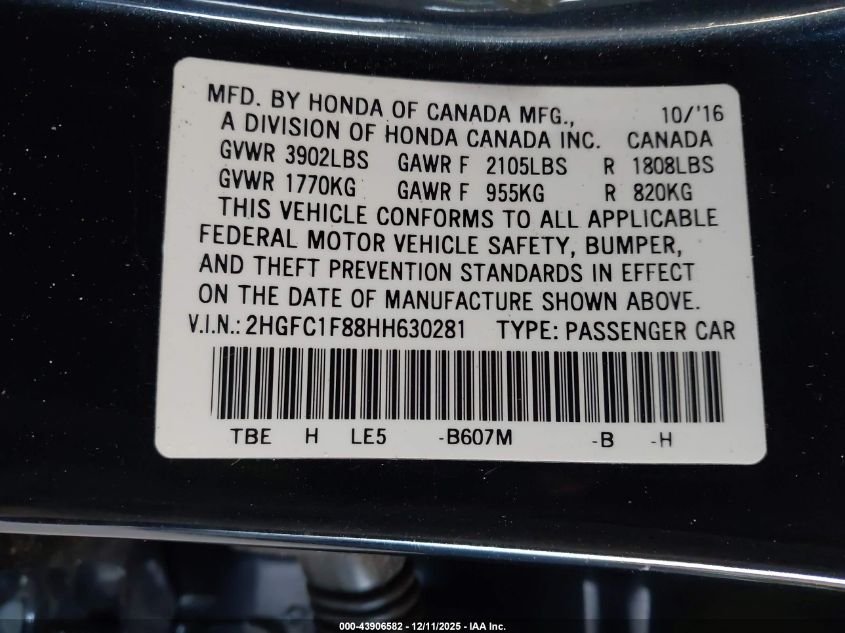 MFD. BY HONDA OF CANADA MFG., 10/'16
A DIVISION OF HONDA CANADA INC. CANADA
GVWR 3902LBS GAWR F 2105LBS R 1808LBS
GVWR 1770KG GAWR F 955KG R 820KG
THIS VEHICLE CONFORMS TO ALL APPLICABLE
FEDERAL MOTOR VEHICLE SAFETY, BUMPER,
AND THEFT PREVENTION STANDARDS IN EFFECT
ON THE DATE OF MANUFACTURE SHOWN ABOVE.
V.I.N.: 2HGFC1F88HH630281 TYPE: PASSENGER CAR
TBE H LE5 -B607M -B -H
000-43906582 - 12/11/2025 - IAA Inc.